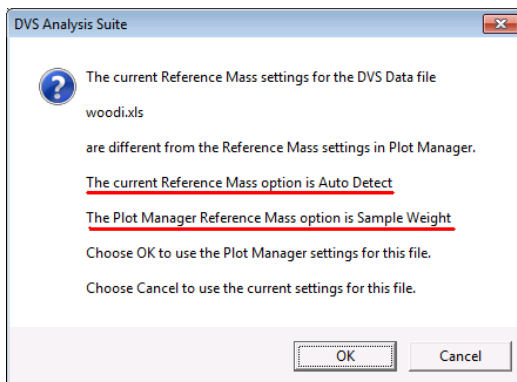 DVS Analysis Suite
The current Reference Mass settings for the DVS Data file
woodi.xls
are different from the Reference Mass settings in Plot Manager.
The current Reference Mass option is Auto Detect
The Plot Manager Reference Mass option is Sample Weight
Choose OK to use the Plot Manager settings for this file.
Choose Cancel to use the current settings for this file.
OK
Cancel